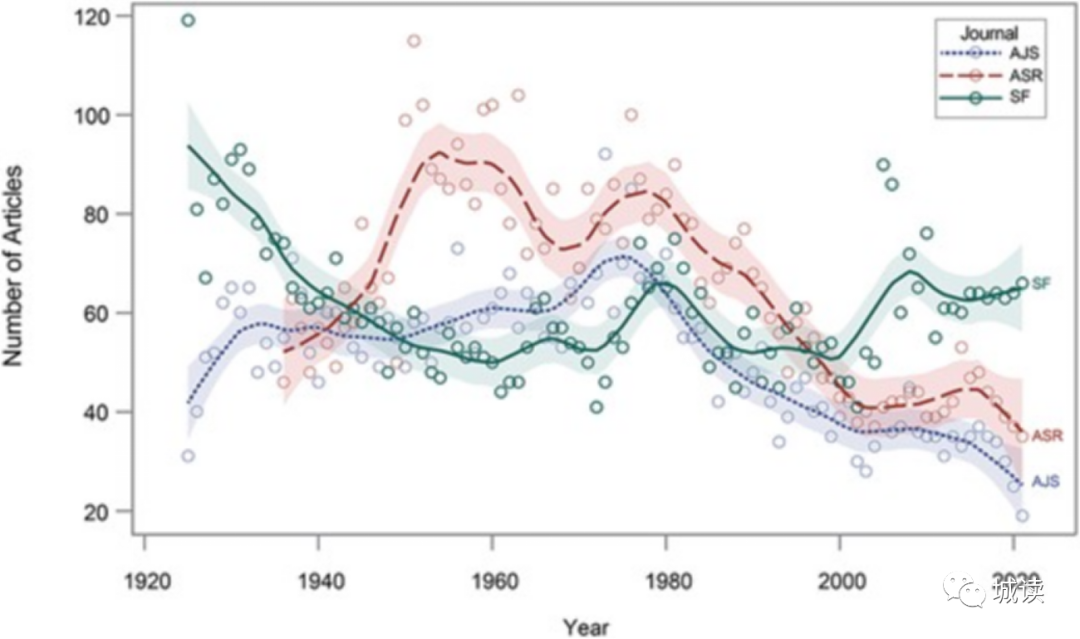 120
100
80
60
40
20
Number of Articles
Journal
AJS
ASR
SF
SF
ASR
AJS
1920
1940
1960
1980
2000
城读
Year